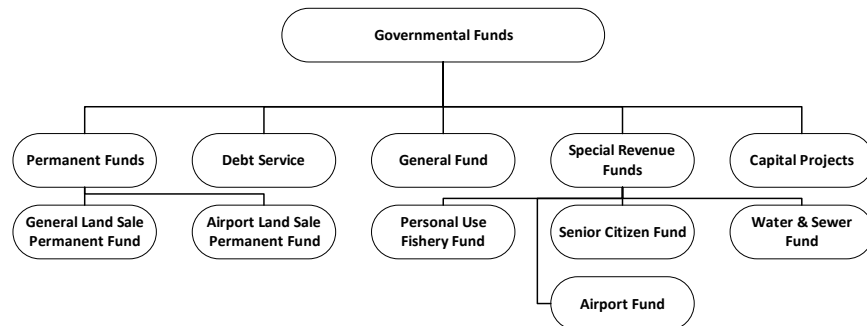 Governmental Funds
Permanent Funds
Debt Service
General Fund
Special Revenue
Funds
Capital Projects
General Land Sale
Permanent Fund
Airport Land Sale
Permanent Fund
Personal Use
Fishery Fund
Senior Citizen Fund
Water & Sewer
Fund
Airport Fund